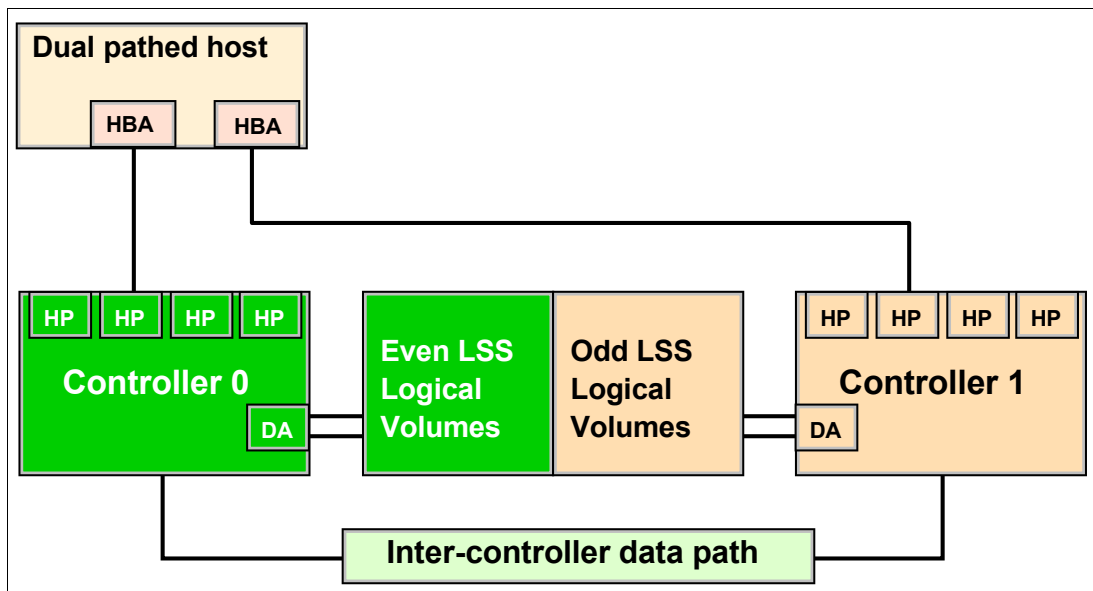 Dual pathed host
HBA
HBA
HP HP HP HP
Controller 0
DA
Even LSS
Logical
Volumes
Odd LSS
Logical
Volumes
HP HP HP HP
Controller 1
DA
Inter-controller data path